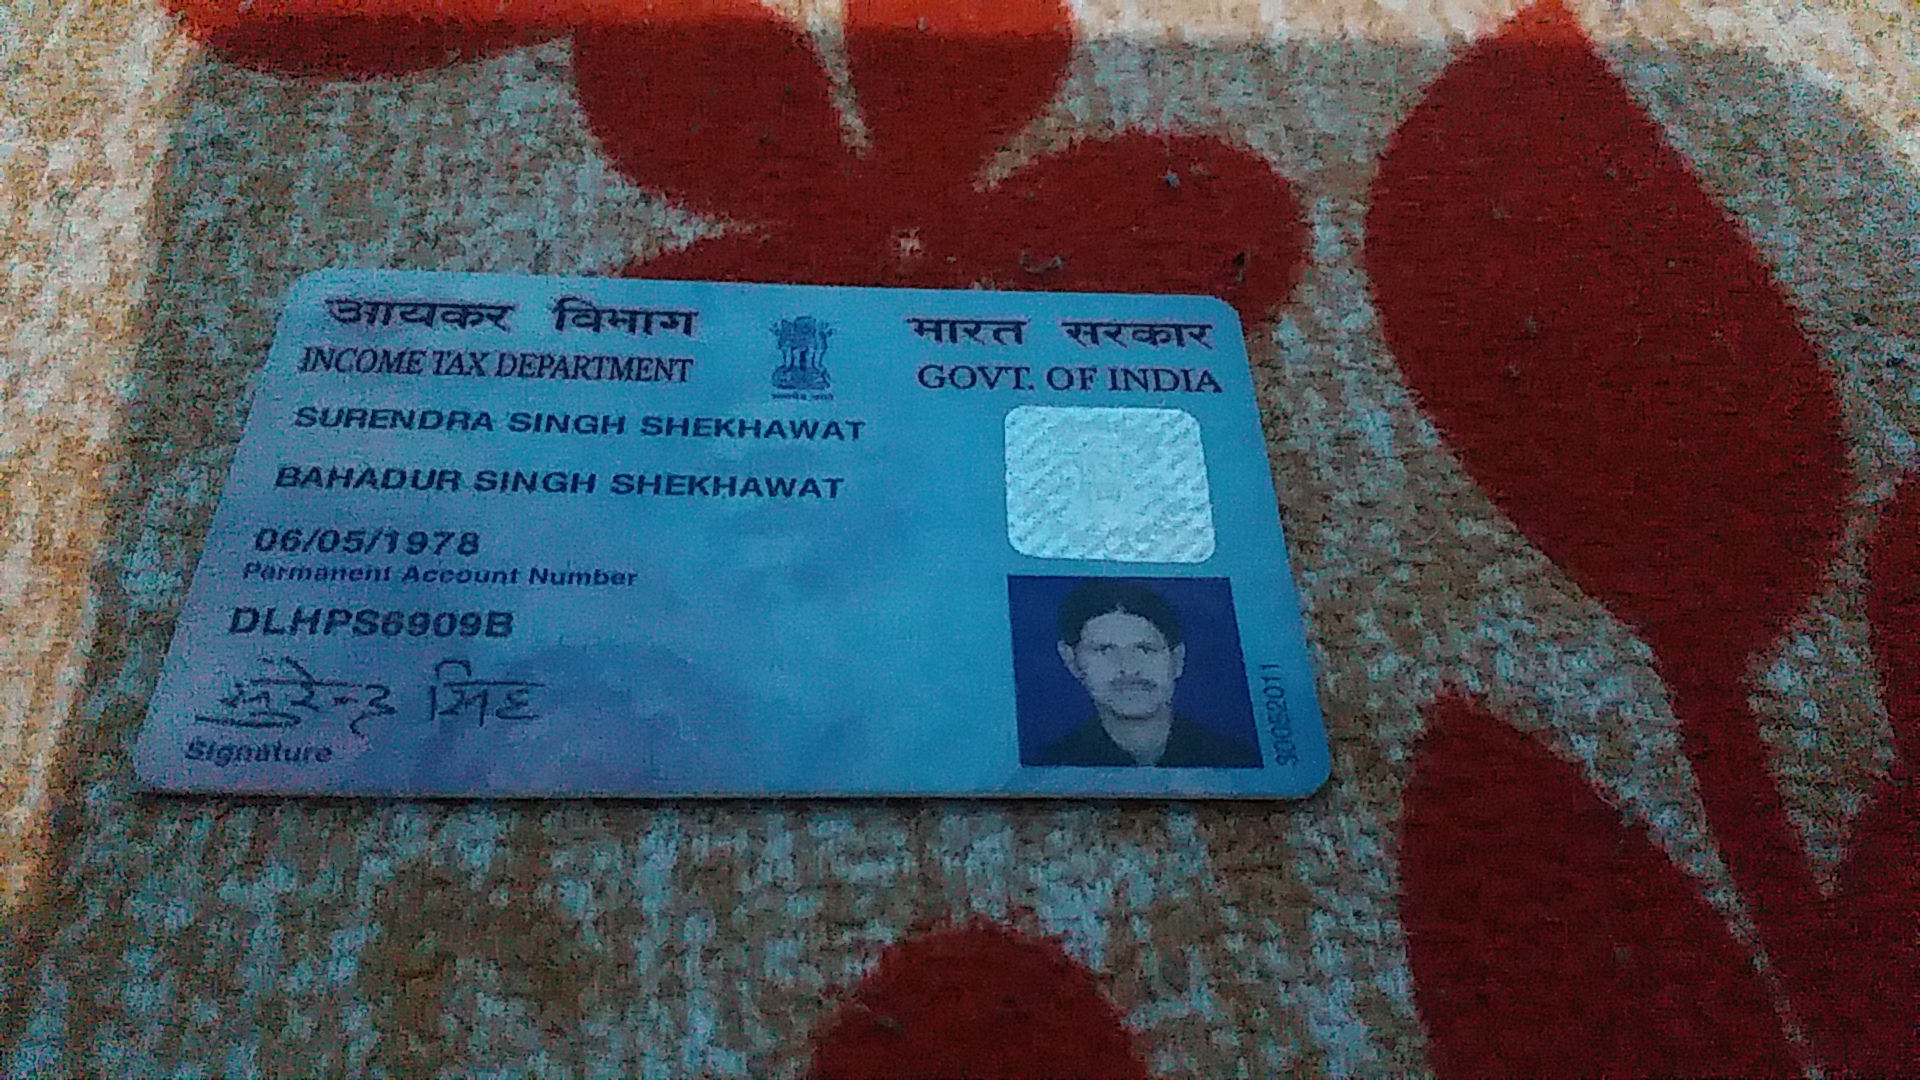 आयकर विभाग
INCOME TAX DEPARTMENT
भारत सरकार
GOVT. OF INDIA
SURENDRA SINGH SHEKHAWAT
BAHADUR SINGH SHEKHAWAT
06/05/1978
Permanent Account Number
DLHPS6909B
सुरेन्द्र सिंह
Signature
30052011